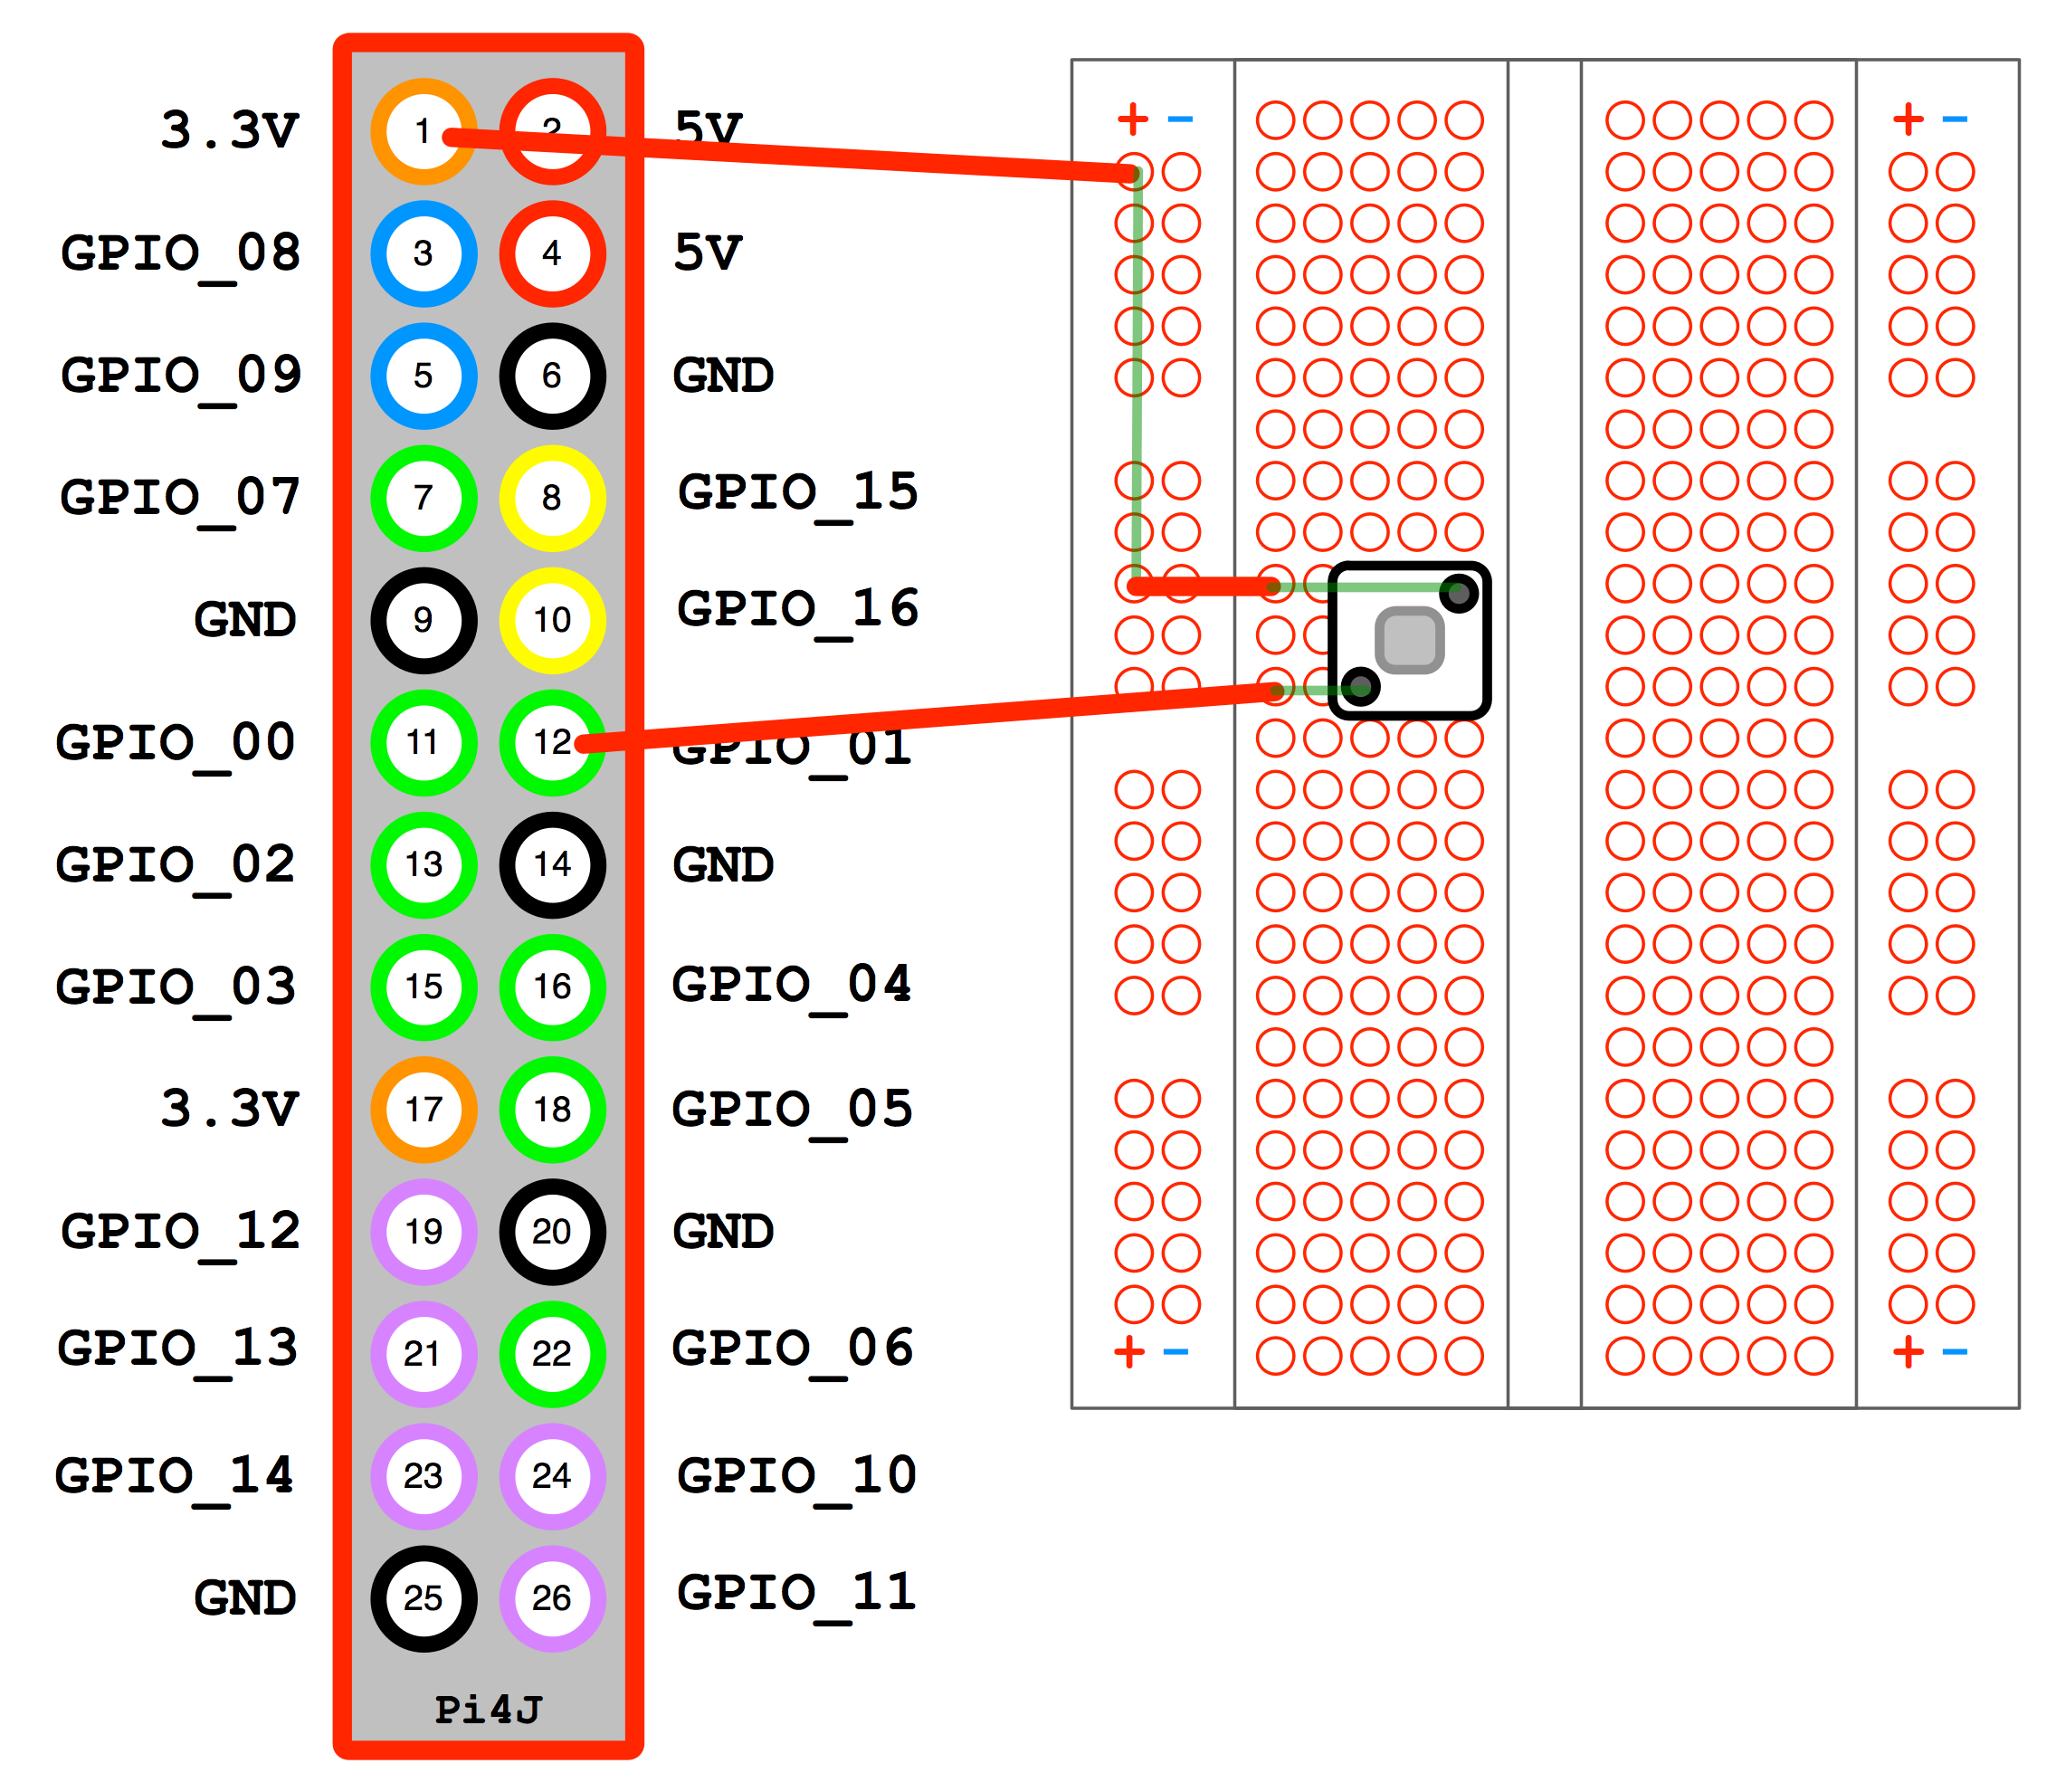 3.3V 1 2 5V
GPIO_08 3 4 5V
GPIO_09 5 6 GND
GPIO_07 7 8 GPIO_15
GND 9 10 GPIO_16
GPIO_00 11 12 GPIO_01
GPIO_02 13 14 GND
GPIO_03 15 16 GPIO_04
3.3V 17 18 GPIO_05
GPIO_12 19 20 GND
GPIO_13 21 22 GPIO_06
GPIO_14 23 24 GPIO_10
GND 25 26 GPIO_11
Pi4J
+ − + −
+ − + −